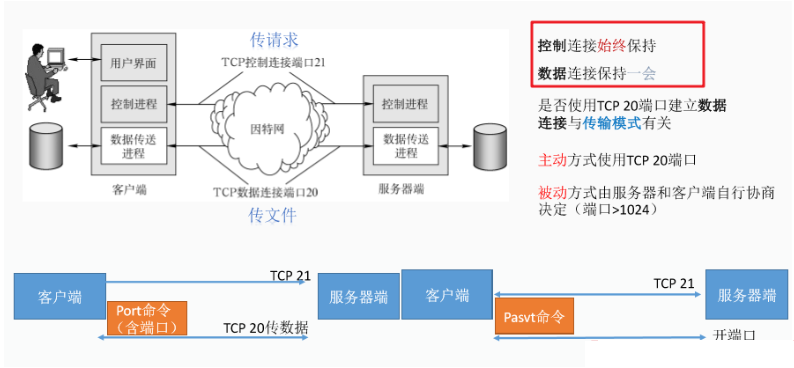 传请求
TCP控制连接端口21
用户界面
控制进程
控制进程
因特网
数据传送
进程
数据传送
进程
客户端
TCP数据连接端口20
服务器端
传文件
控制连接始终保持
数据连接保持一会
是否使用TCP 20端口建立数据
连接与传输模式有关
主动方式使用TCP 20端口
被动方式由服务器和客户端自行协商
决定（端口>1024）
客户端
TCP 21
服务器端
Port命令
（含端口）
TCP 20传数据
客户端
TCP 21
服务器端
Pasvt命令
开端口